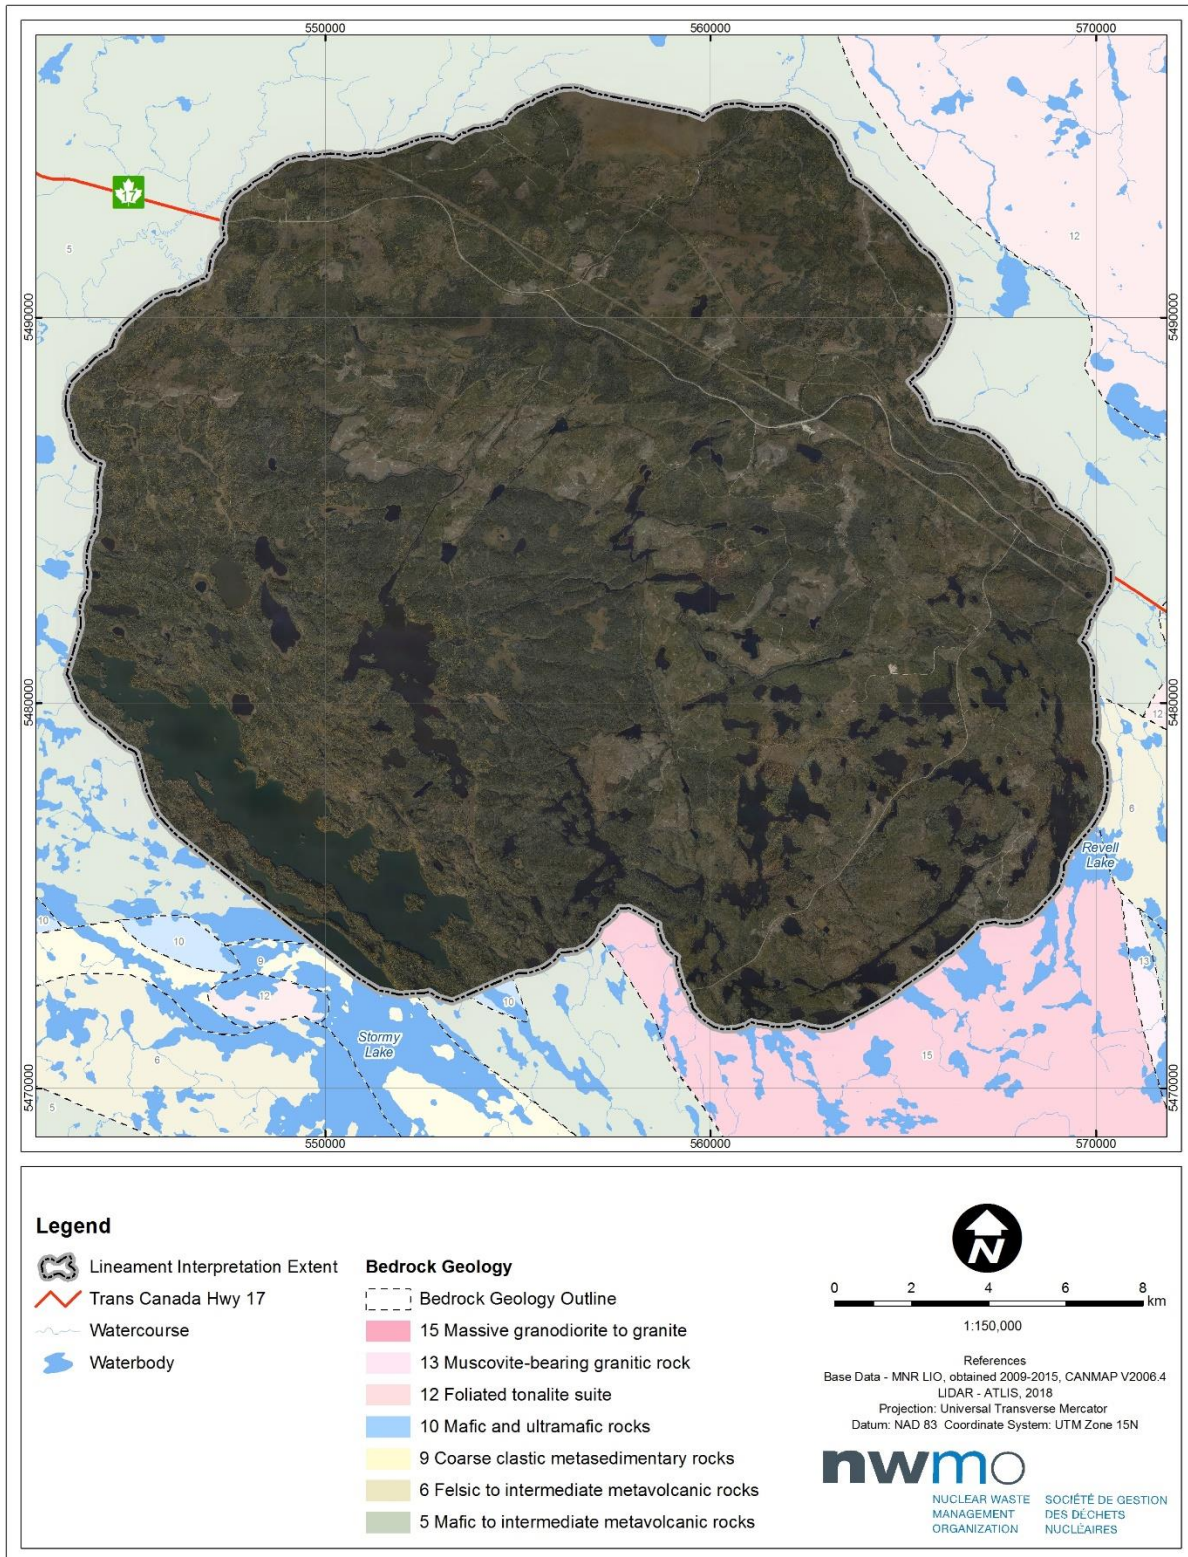 550000
560000
570000
17
5
12
5490000
5490000
5480000
5480000
12
6
Revell
Lake
10
10
9
12
10
13
Stormy
Lake
15
6
5
5470000
5470000
550000
560000
570000
Legend
Lineament Interpretation Extent
Trans Canada Hwy 17
Watercourse
Waterbody
Bedrock Geology
Bedrock Geology Outline
15 Massive granodiorite to granite
13 Muscovite-bearing granitic rock
12 Foliated tonalite suite
10 Mafic and ultramafic rocks
9 Coarse clastic metasedimentary rocks
6 Felsic to intermediate metavolcanic rocks
5 Mafic to intermediate metavolcanic rocks
N
0 2 4 6 8
km
1:150,000
References
Base Data - MNR LIO, obtained 2009-2015, CANMAP V2006.4
LIDAR - ATLIS, 2018
Projection: Universal Transverse Mercator
Datum: NAD 83 Coordinate System: UTM Zone 15N
nwmo
NUCLEAR WASTE
MANAGEMENT
ORGANIZATION
SOCIÉTÉ DE GESTION
DES DÉCHETS
NUCLÉAIRES